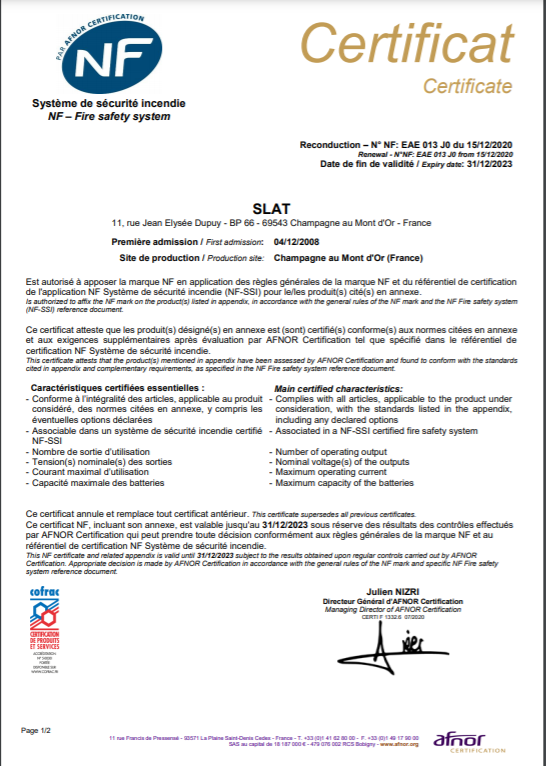 PAR AFNOR CERTIFICATION
NF
Certificat
Certificate
Système de sécurité incendie
NF – Fire safety system
Reconduction – N° NF: EAE 013 J0 du 15/12/2020
Renewal - N°NF: EAE 013 J0 from 15/12/2020
Date de fin de validité / Expiry date: 31/12/2023
SLAT
11, rue Jean Elysée Dupuy - BP 66 - 69543 Champagne au Mont d'Or - France
Première admission / First admission: 04/12/2008
Site de production / Production site: Champagne au Mont d'Or (France)
Est autorisé à apposer la marque NF en application des règles générales de la marque NF et du référentiel de certification
de l'application NF Système de sécurité incendie (NF-SSI) pour le/les produit(s) cité(s) en annexe.
Is authorized to affix the NF mark on the product(s) listed in appendix, in accordance with the general rules of the NF mark and the NF Fire safety system
(NF-SSI) reference document.
Ce certificat atteste que les produit(s) désigné(s) en annexe est (sont) certifié(s) conforme(s) aux normes citées en annexe
et aux exigences supplémentaires après évaluation par AFNOR Certification tel que spécifié dans le référentiel de
certification NF Système de sécurité incendie.
This certificate attests that the product(s) mentioned in appendix have been assessed by AFNOR Certification and found to conform with the standards
cited in appendix and complementary requirements, as specified in the NF Fire safety system reference document.
Caractéristiques certifiées essentielles :
- Conforme à l'intégralité des articles, applicable au produit
considéré, des normes citées en annexe, y compris les
éventuelles options déclarées
- Associable dans un système de sécurité incendie certifié
NF-SSI
- Nombre de sortie d'utilisation
- Tension(s) nominale(s) des sorties
- Courant maximal d'utilisation
- Capacité maximale des batteries
Main certified characteristics:
- Complies with all articles, applicable to the product under
consideration, with the standards listed in the appendix,
including any declared options
- Associated in a NF-SSI certified fire safety system
- Number of operating output
- Nominal voltage(s) of the outputs
- Maximum operating current
- Maximum capacity of the batteries
Ce certificat annule et remplace tout certificat antérieur. This certificate supersedes all previous certificates.
Ce certificat NF, incluant son annexe, est valable jusqu'au 31/12/2023 sous réserve des résultats des contrôles effectués
par AFNOR Certification qui peut prendre toute décision conformément aux règles générales de la marque NF et au
référentiel de certification NF Système de sécurité incendie.
This NF certificate and related appendix is valid until 31/12/2023 subject to the results obtained upon regular controls carried out by AFNOR
Certification. Appropriate decision is made by AFNOR Certification in accordance with the general rules of the NF mark and specific NF Fire safety
system reference document.
cofrac
CERTIFICATION
DE PRODUITS
ET SERVICES
ACCREDITATION
PORTÉE
DISPONIBLE SUR
WWW.COFRAC.FR
Julien NIZRI
Directeur Général d'AFNOR Certification
Managing Director of AFNOR Certification
CERTI F 1332.6 07/2020
Page 1/2
11 rue Francis de Pressensé - 93571 La Plaine Saint-Denis Cedex - France - T. +33 (0)1 41 62 80 00 - F. +33 (0)1 49 17 90 00
SAS au capital de 18 187 000 € - 479 076 002 RCS Bobigny - www.afnor.org
afnor
CERTIFICATION